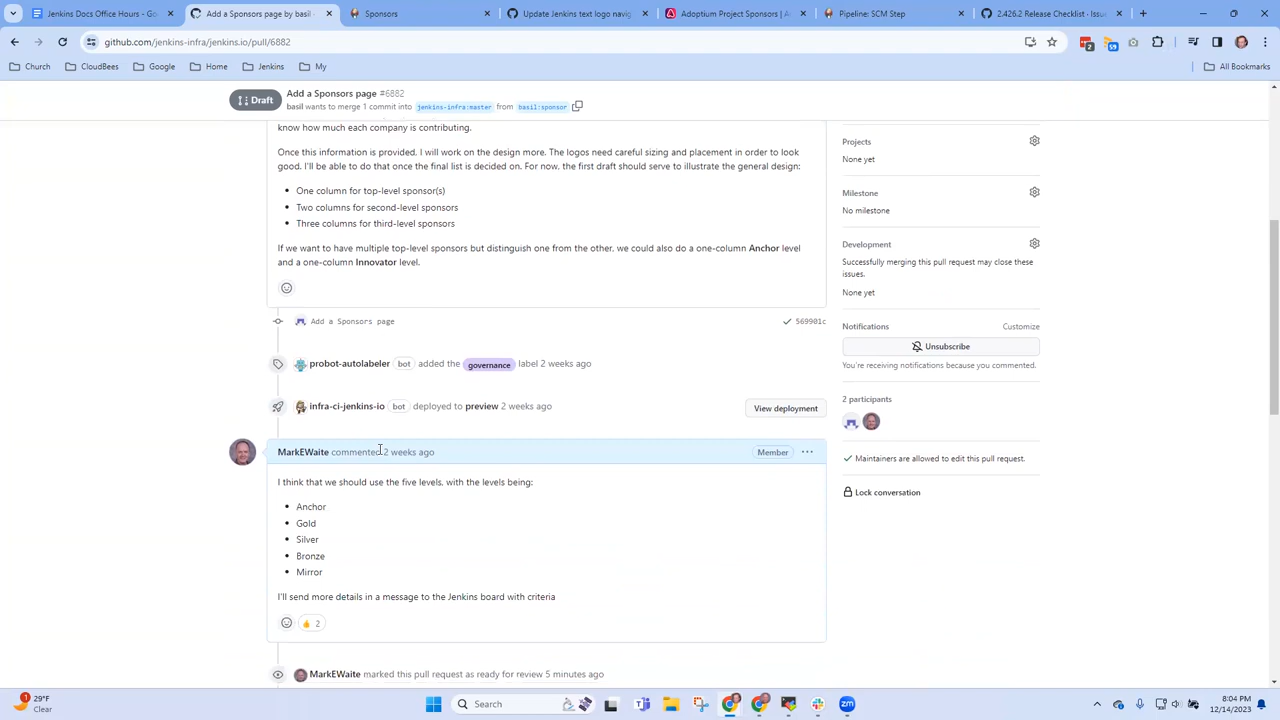 Jenkins Docs Office Hours - D
Add a Sponsors page by basil
Sponsors
Update Jenkins text logo navig
Adoptium Project Sponsors | A
Pipeline: SCM Step
2.426.2 Release Checklist · Issu
github.com/jenkins-infra/jenkins.io/pull/6882
Church
CloudBees
Google
Home
Jenkins
My
All Bookmarks
Draft
Add a Sponsors page #6882
basil wants to merge 1 commit into jenkins-infra:master from basil:sponsor
know how much each company is contributing.
Once this information is provided, I will work on the design more. The logos need careful sizing and placement in order to look
good. I'll be able to do that once the final list is decided on. For now, the first draft should serve to illustrate the general design:
• One column for top-level sponsor(s)
• Two columns for second-level sponsors
• Three columns for third-level sponsors
If we want to have multiple top-level sponsors but distinguish one from the other, we could also do a one-column Anchor level
and a one-column Innovator level.
Add a Sponsors page
569901c
probot-autolabeler bot added the governance label 2 weeks ago
infra-ci-jenkins-io bot deployed to preview 2 weeks ago
View deployment
MarkEWaite commented 2 weeks ago
Member
I think that we should use the five levels, with the levels being:
• Anchor
• Gold
• Silver
• Bronze
• Mirror
I'll send more details in a message to the Jenkins board with criteria
👍 2
MarkEWaite marked this pull request as ready for review 5 minutes ago
Projects
None yet
Milestone
No milestone
Development
Successfully merging this pull request may close these
issues.
None yet
Notifications
Customize
Unsubscribe
You're receiving notifications because you commented.
2 participants
Maintainers are allowed to edit this pull request.
Lock conversation
1
29°F
Clear
Search
8:04 PM
12/14/2023